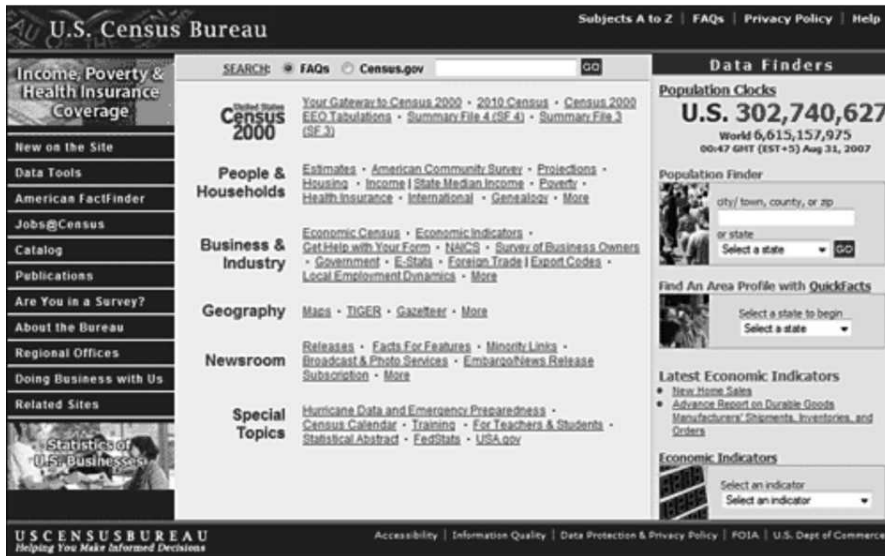 U.S. Census Bureau
Subjects A to Z | FAQs | Privacy Policy | Help
Income, Poverty &
Health Insurance
Coverage
New on the Site
Data Tools
American FactFinder
Jobs@Census
Catalog
Publications
Are You in a Survey?
About the Bureau
Regional Offices
Doing Business with Us
Related Sites
Statistics of
U.S. Businesses
SEARCH: FAQs Census.gov GO
United States
Census
2000
Your Gateway to Census 2000 • 2010 Census • Census 2000
EEO Tabulations • Summary File 4 (SF 4) • Summary File 3
(SF 3)
People &
Households
Estimates • American Community Survey • Projections •
Housing • Income | State Median Income • Poverty •
Health Insurance • International • Genealogy • More
Business &
Industry
Economic Census • Economic Indicators •
Get Help with Your Form • NAICS • Survey of Business Owners
• Government • E-Stats • Foreign Trade | Export Codes •
Local Employment Dynamics • More
Geography
Maps • TIGER • Gazetteer • More
Newsroom
Releases • Facts For Features • Minority Links •
Broadcast & Photo Services • Embargo/News Release
Subscription • More
Special
Topics
Hurricane Data and Emergency Preparedness •
Census Calendar • Training • For Teachers & Students •
Statistical Abstract • FedStats • USA.gov
Data Finders
Population Clocks
U.S. 302,740,627
World 6,615,157,975
00:47 GMT (EST+5) Aug 31, 2007
Population Finder
city/ town, county, or zip
or state
Select a state GO
Find An Area Profile with QuickFacts
Select a state to begin
Select a state
Latest Economic Indicators
• New Home Sales
• Advance Report on Durable Goods
Manufacturers' Shipments, Inventories, and
Orders
Economic Indicators
Select an indicator
Select an indicator
USCENSUSBUREAU
Helping You Make Informed Decisions
Accessibility | Information Quality | Data Protection & Privacy Policy | FOIA | U.S. Dept of Commerce